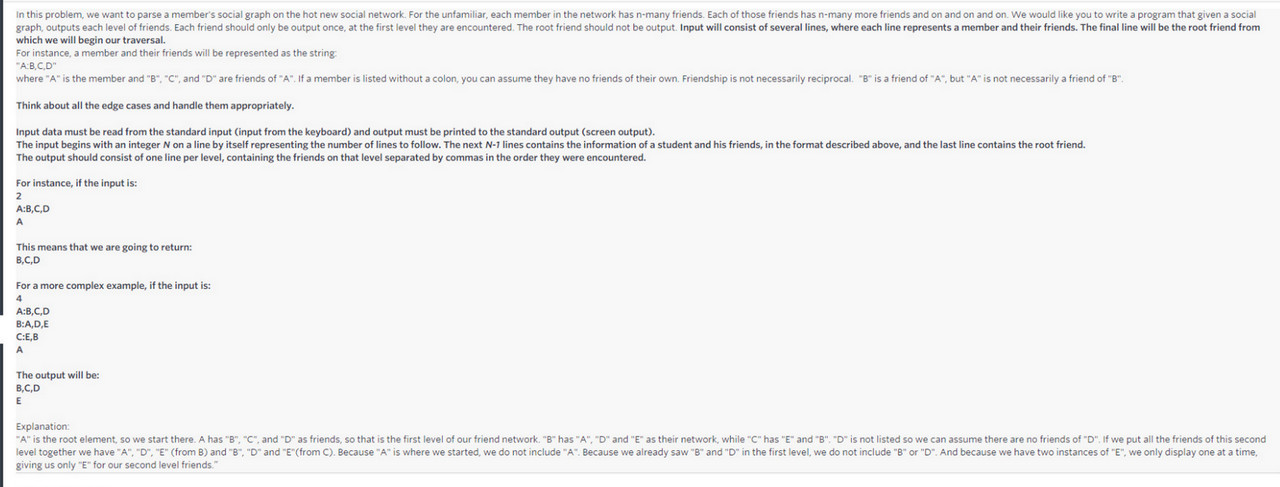 In this problem, we want to parse a member's social graph on the hot new social network. For the unfamiliar, each member in the network has n-many friends. Each of those friends has n-many more friends and on and on and on. We would like you to write a program that given a social
graph, outputs each level of friends. Each friend should only be output once, at the first level they are encountered. The root friend should not be output. Input will consist of several lines, where each line represents a member and their friends. The final line will be the root friend from
which we will begin our traversal.
For instance, a member and their friends will be represented as the string:
"A:B,C,D"
where "A" is the member and "B", "C", and "D" are friends of "A". If a member is listed without a colon, you can assume they have no friends of their own. Friendship is not necessarily reciprocal. "B" is a friend of "A", but "A" is not necessarily a friend of "B".
Think about all the edge cases and handle them appropriately.
Input data must be read from the standard input (input from the keyboard) and output must be printed to the standard output (screen output).
The input begins with an integer N on a line by itself representing the number of lines to follow. The next N-1 lines contains the information of a student and his friends, in the format described above, and the last line contains the root friend.
The output should consist of one line per level, containing the friends on that level separated by commas in the order they were encountered.
For instance, if the input is:
2
A:B,C,D
A
This means that we are going to return:
B,C,D
For a more complex example, if the input is:
4
A:B,C,D
B:A,D,E
C:E,B
A
The output will be:
B,C,D
E
Explanation:
"A" is the root element, so we start there. A has "B", "C", and "D" as friends, so that is the first level of our friend network. "B" has "A", "D" and "E" as their network, while "C" has "E" and "B". "D" is not listed so we can assume there are no friends of "D". If we put all the friends of this second
level together we have "A", "D", "E" (from B) and "B", "D" and "E"(from C). Because "A" is where we started, we do not include "A". Because we already saw "B" and "D" in the first level, we do not include "B" or "D". And because we have two instances of "E", we only display one at a time,
giving us only "E" for our second level friends."